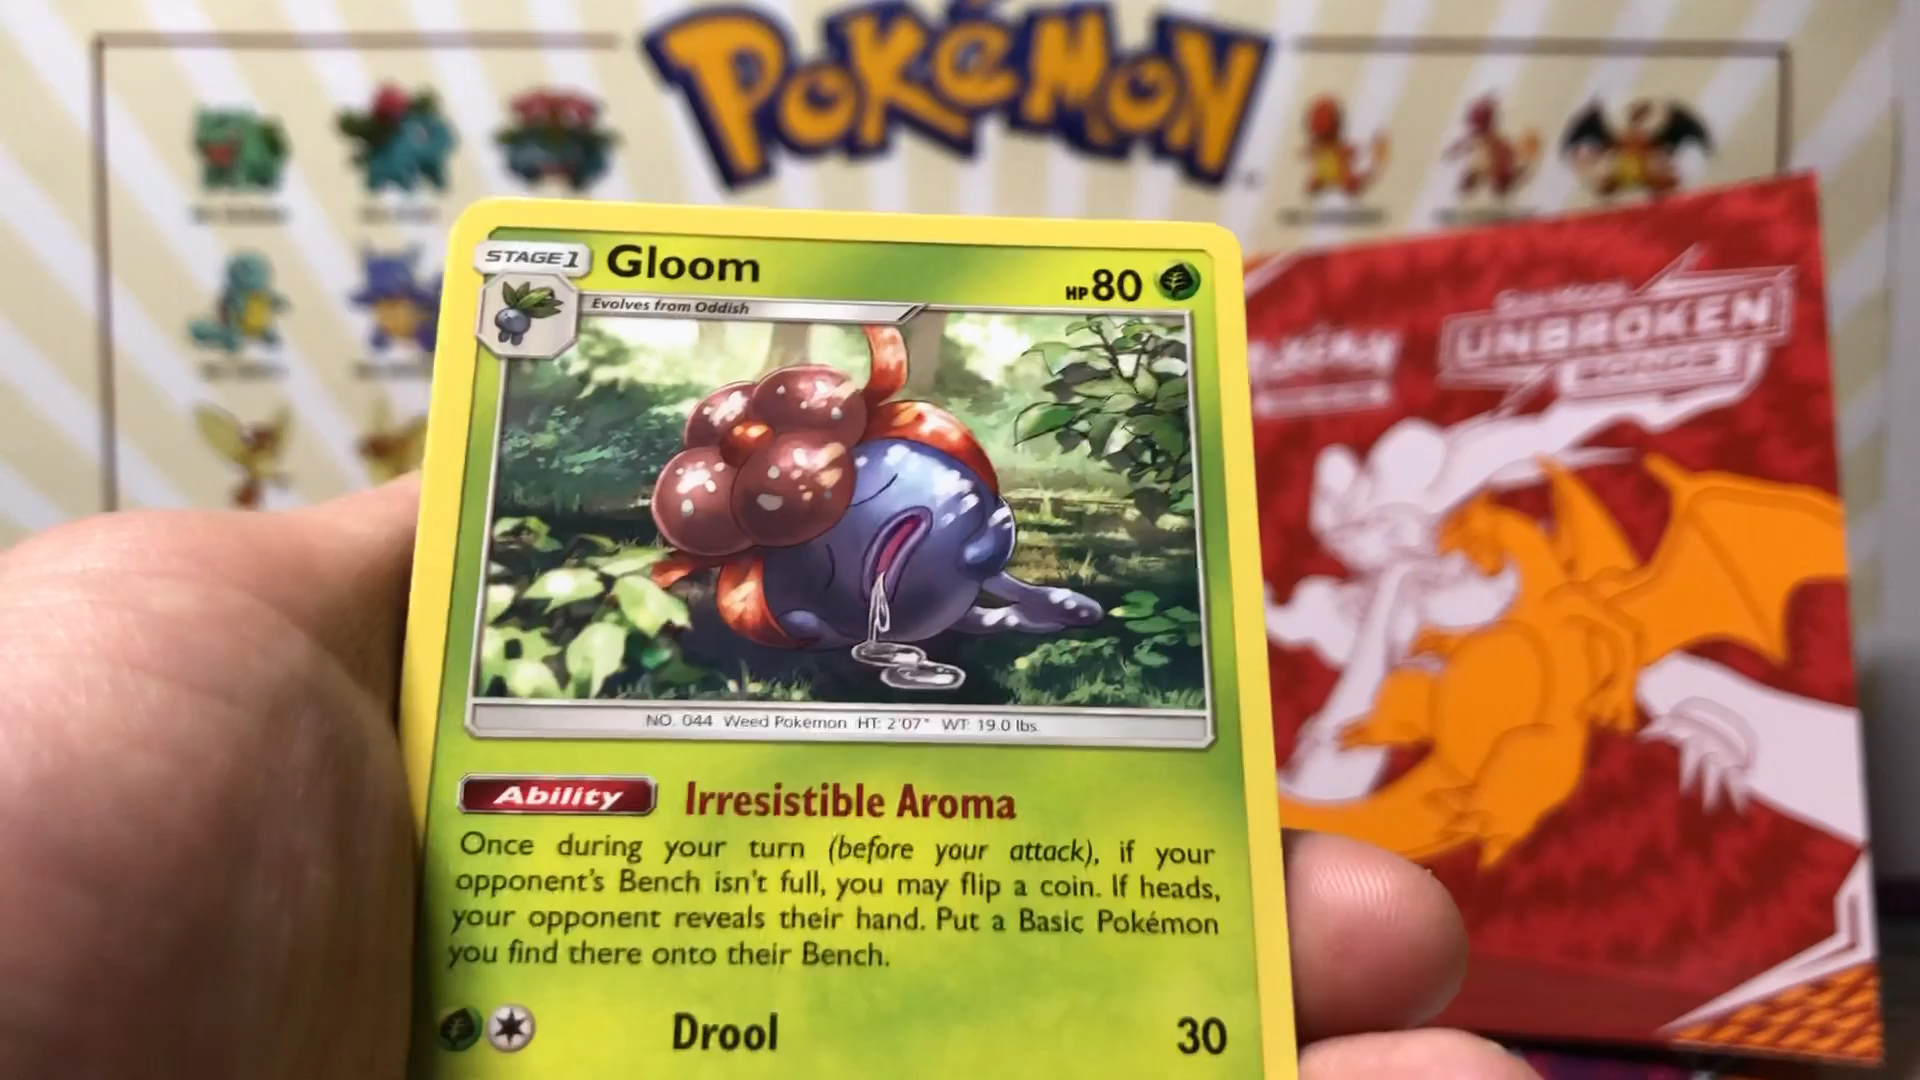 POKéMON
STAGE 1
Gloom
HP 80
Evolves from Oddish
UNBROKEN
NO. 044 Weed Pokémon HT: 2'07" WT: 19.0 lbs.
Ability Irresistible Aroma
Once during your turn (before your attack), if your
opponent's Bench isn't full, you may flip a coin. If heads,
your opponent reveals their hand. Put a Basic Pokémon
you find there onto their Bench.
Drool 30